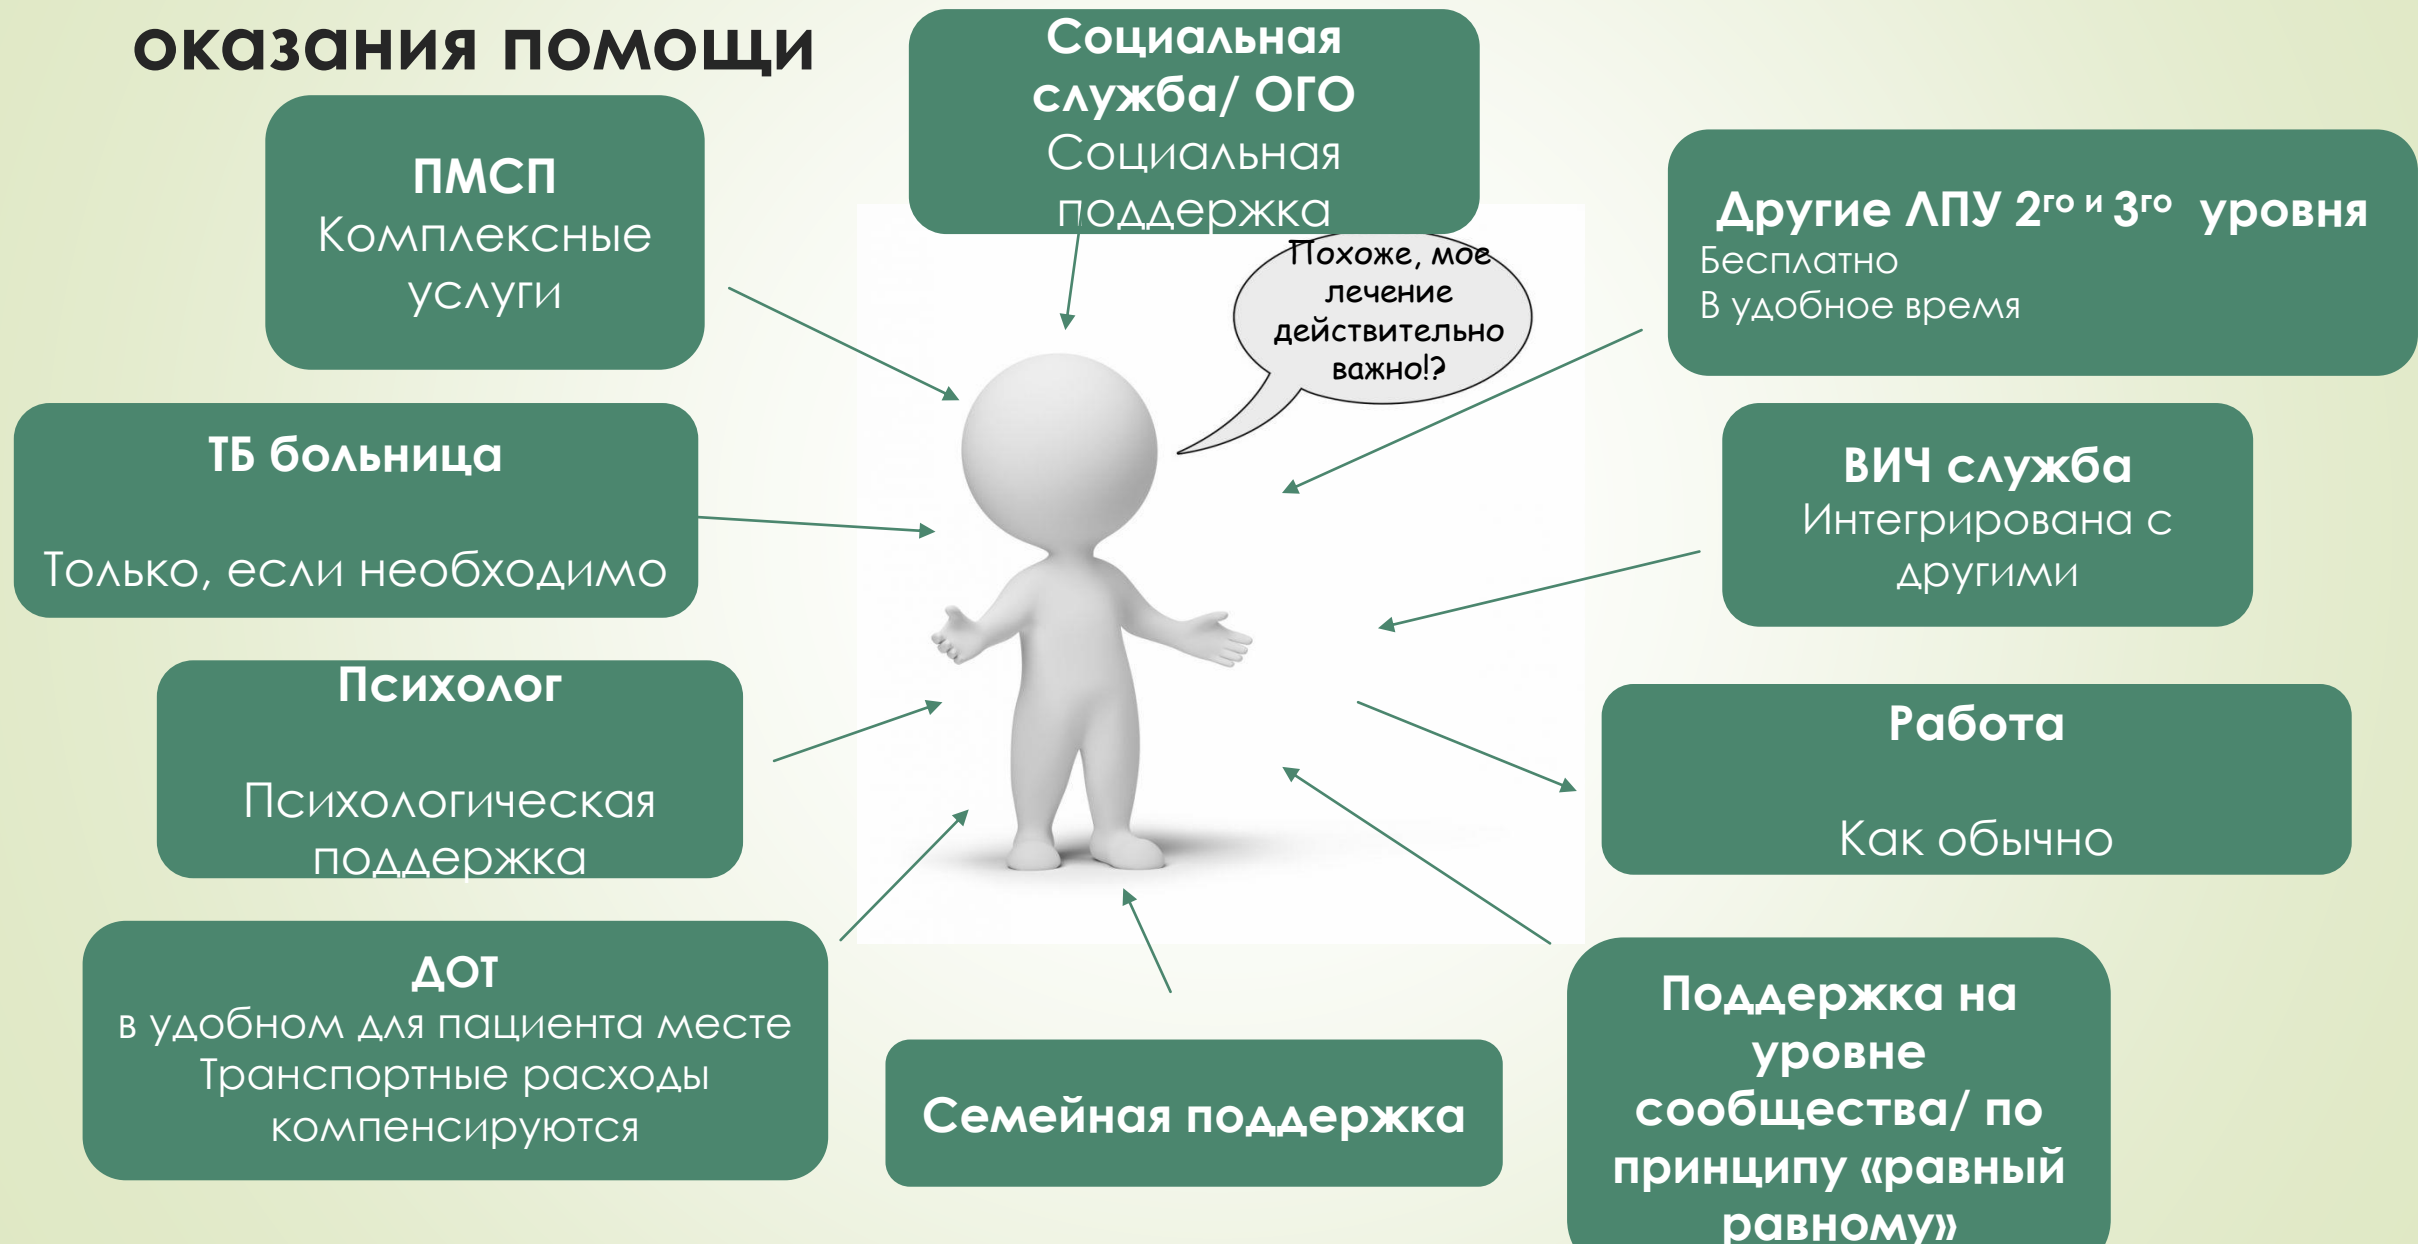 оказания помощи
Социальная
служба/ ОГО
Социальная
поддержка
ПМСП
Комплексные
услуги
Другие ЛПУ 2го и 3го уровня
Бесплатно
В удобное время
Похоже, мое
лечение
действительно
важно!?
ТБ больница
Только, если необходимо
ВИЧ служба
Интегрирована с
другими
Психолог
Психологическая
поддержка
Работа
Как обычно
ДОТ
в удобном для пациента месте
Транспортные расходы
компенсируются
Семейная поддержка
Поддержка на
уровне
сообщества/ по
принципу «равный
равному»